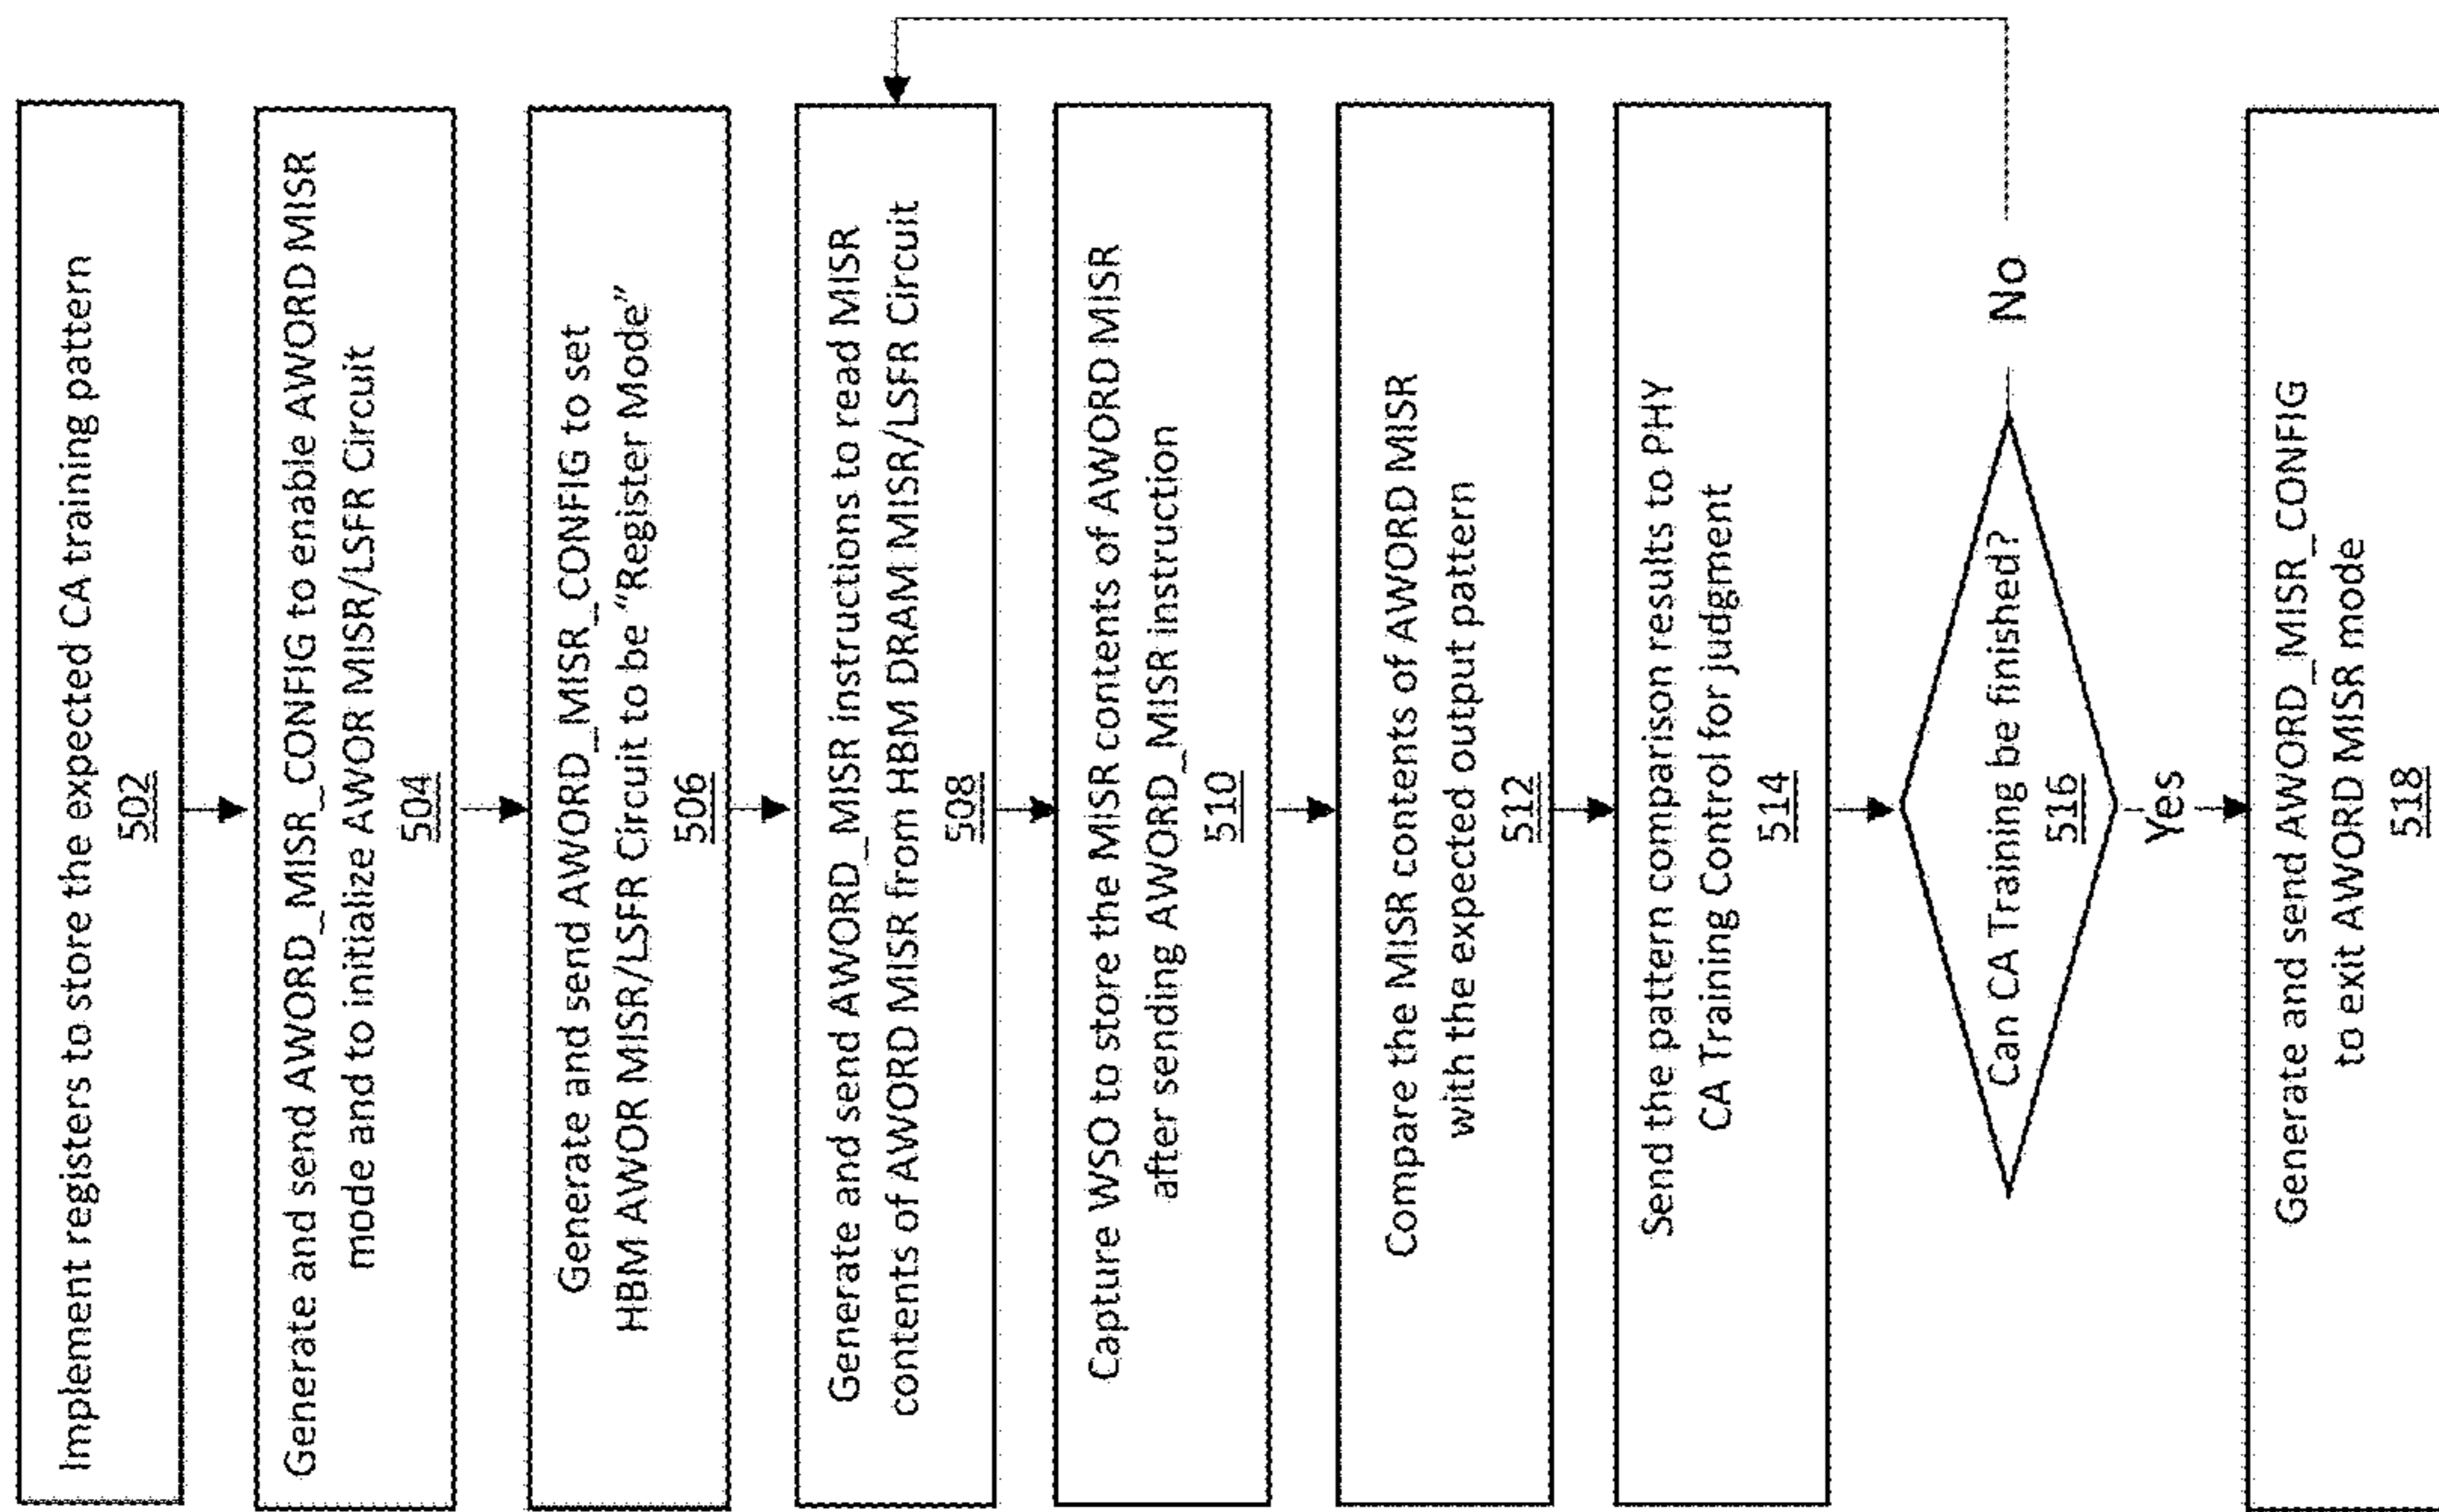 Implement registers to store the expected CA training pattern
502
Generate and send AWORD_MISR_CONFIG to enable AWORD MISR
mode and to initialize AWOR MISR/LSFR Circuit
504
Generate and send AWORD_MISR_CONFIG to set
HBM AWOR MISR/LSFR Circuit to be “Register Mode”
506
Generate and send AWORD_MISR instructions to read MISR
contents of AWORD MISR from HBM DRAM MISR/LSFR Circuit
508
Capture WSO to store the MISR contents of AWORD MISR
after sending AWORD_MISR instruction
510
Compare the MISR contents of AWORD MISR
with the expected output pattern
512
Send the pattern comparison results to PHY
CA Training Control for judgment
514
Can CA Training be finished?
516
No
Yes
Generate and send AWORD_MISR_CONFIG
to exit AWORD MISR mode
518